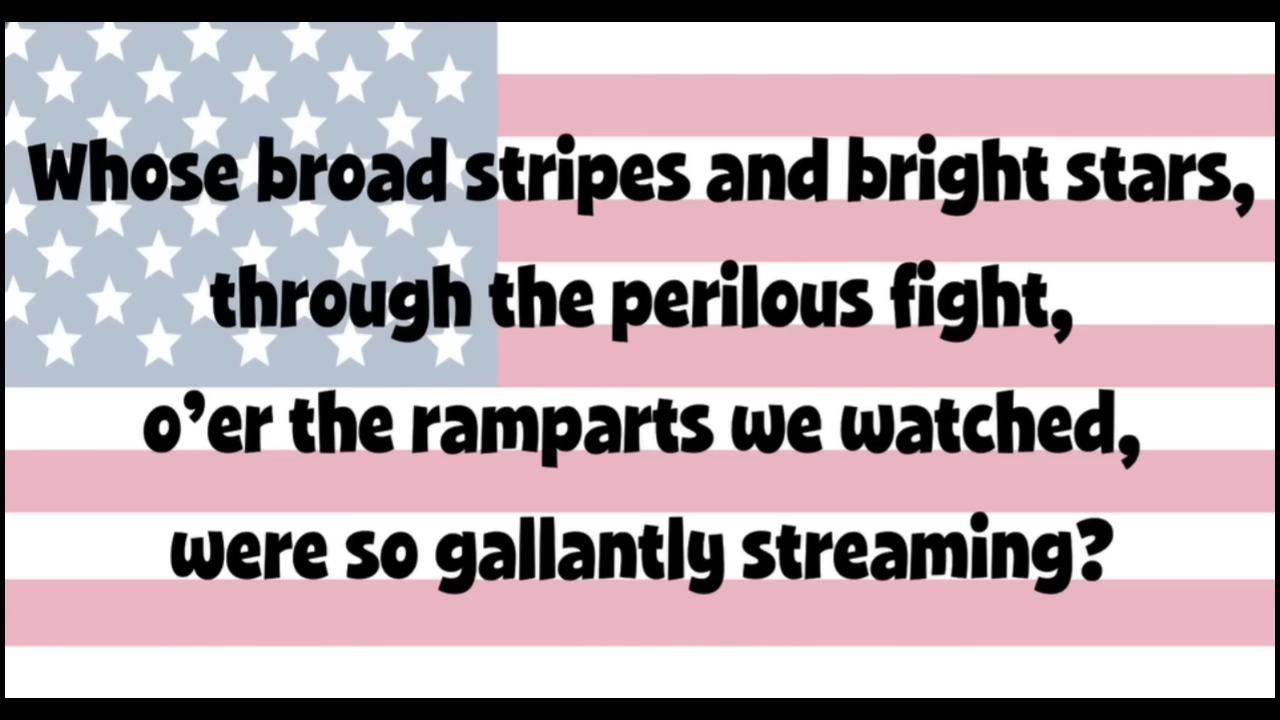 Whose broad stripes and bright stars,
through the perilous fight,
o’er the ramparts we watched,
were so gallantly streaming?